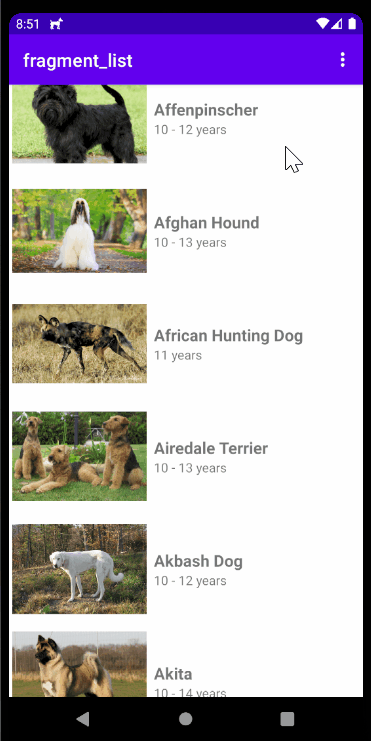 8:51
fragment_list
Affenpinscher
10 - 12 years
Afghan Hound
10 - 13 years
African Hunting Dog
11 years
Airedale Terrier
10 - 13 years
Akbash Dog
10 - 12 years
Akita
10 - 14 years